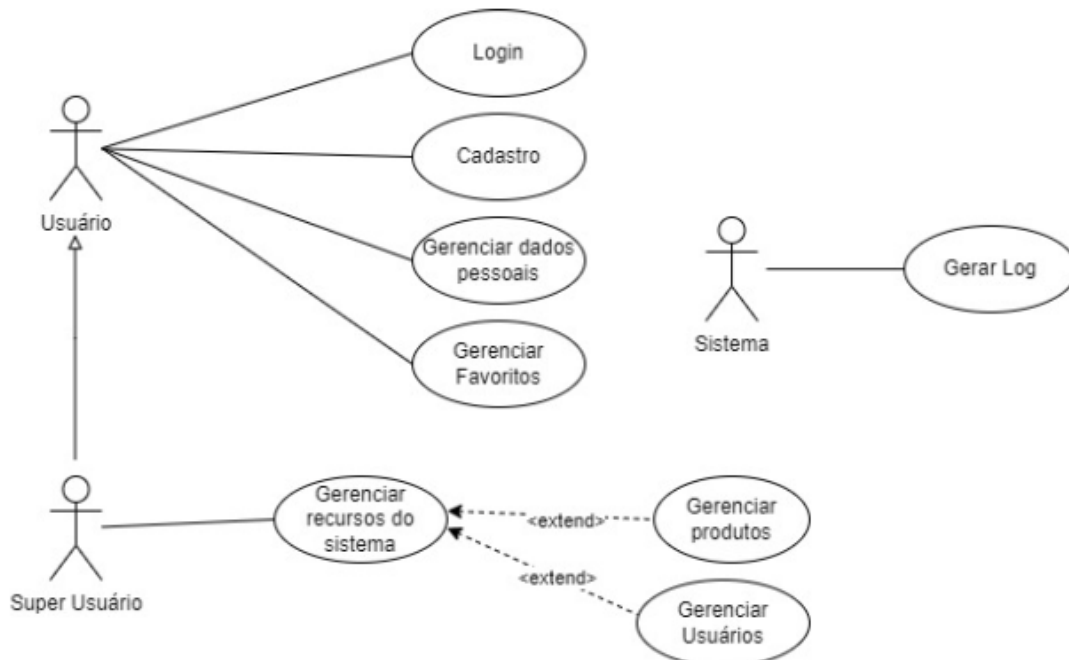 Login
Cadastro
Usuário
Gerenciar dados
pessoais
Gerar Log
Sistema
Gerenciar
Favoritos
Gerenciar
recursos do
sistema
<extend>
Gerenciar
produtos
<extend>
Super Usuário
Gerenciar
Usuários